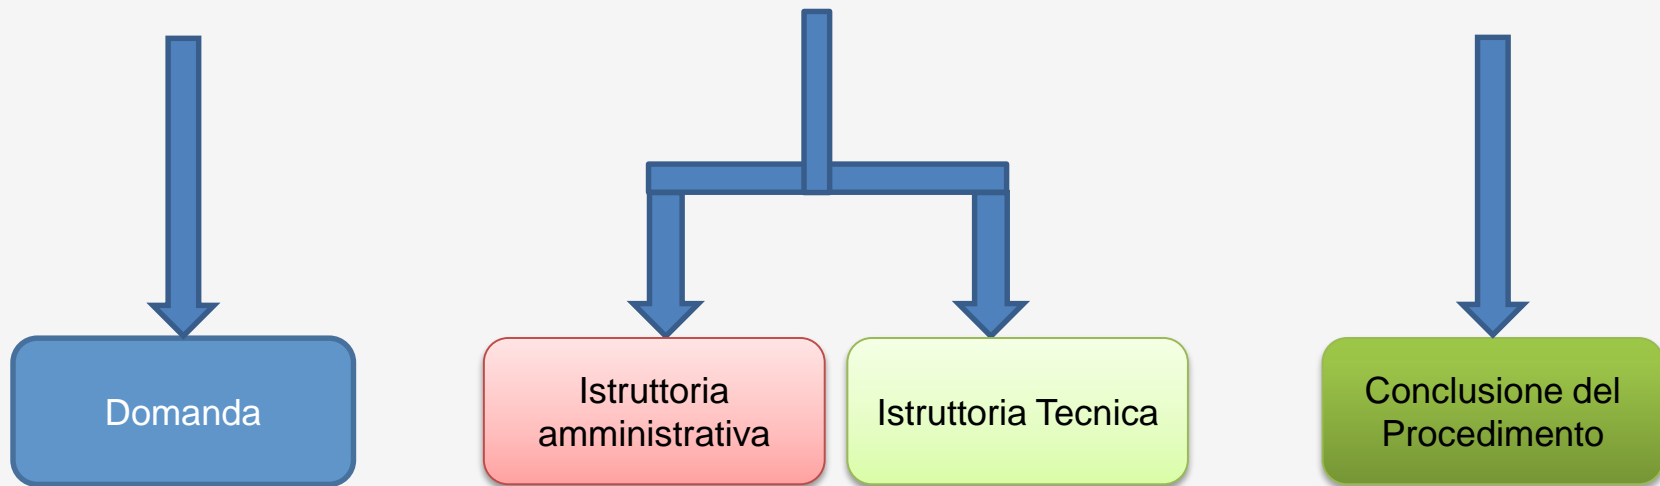 Domanda
Istruttoria
amministrativa
Istruttoria Tecnica
Conclusione del
Procedimento